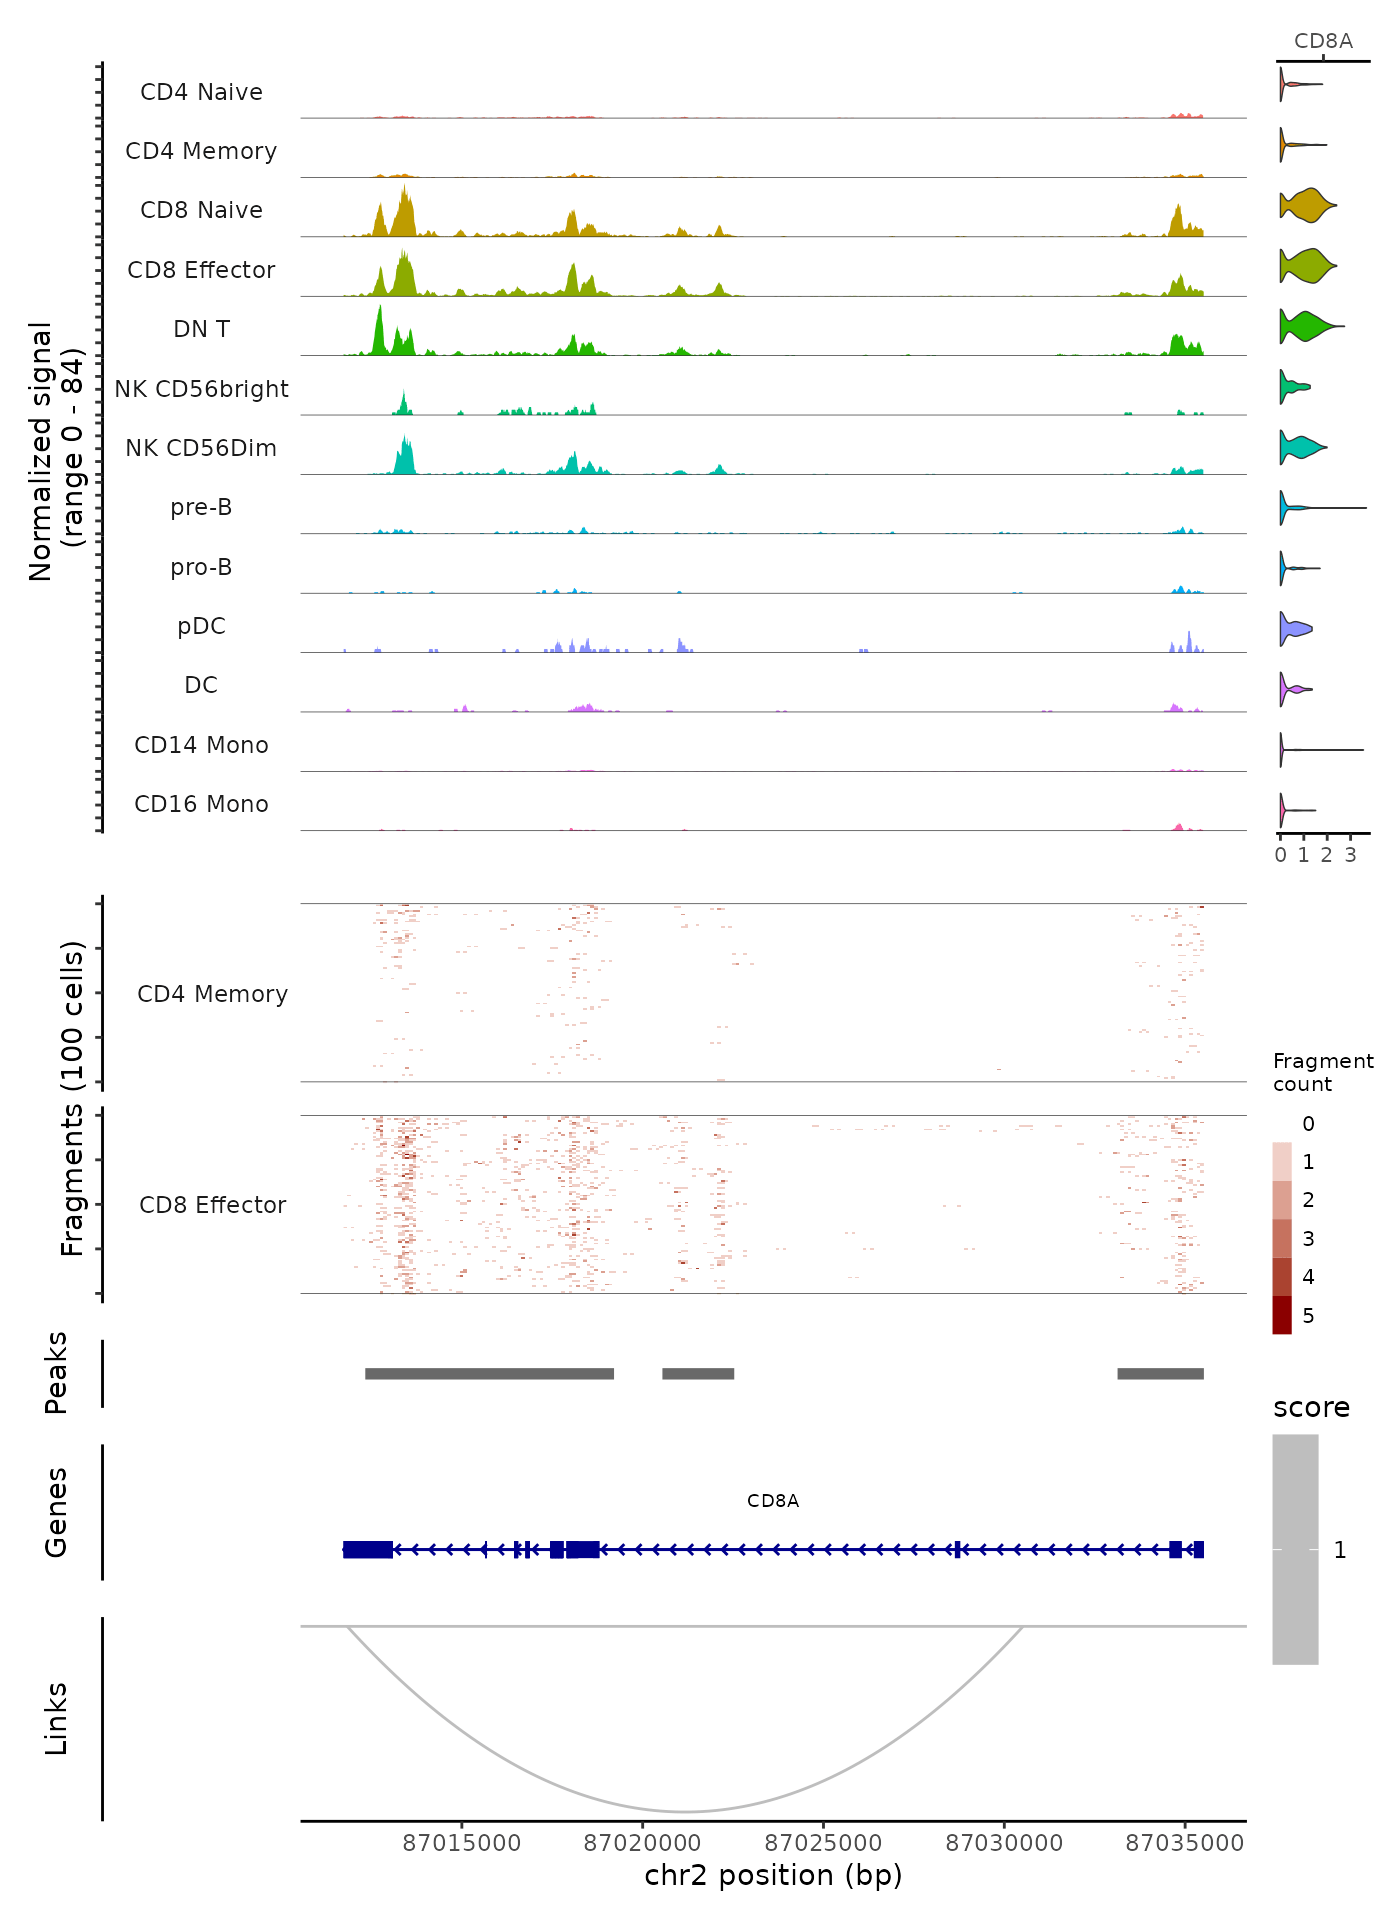 CD8A
CD4 Naive
CD4 Memory
CD8 Naive
CD8 Effector
DN T
NK CD56bright
NK CD56Dim
pre-B
pro-B
pDC
DC
CD14 Mono
CD16 Mono
Normalized signal
(range 0 - 84)
0 1 2 3
CD4 Memory
CD8 Effector
Fragments (100 cells)
Fragment
count
0
1
2
3
4
5
Peaks
score
1
Genes
CD8A
Links
87015000 87020000 87025000 87030000 87035000
chr2 position (bp)